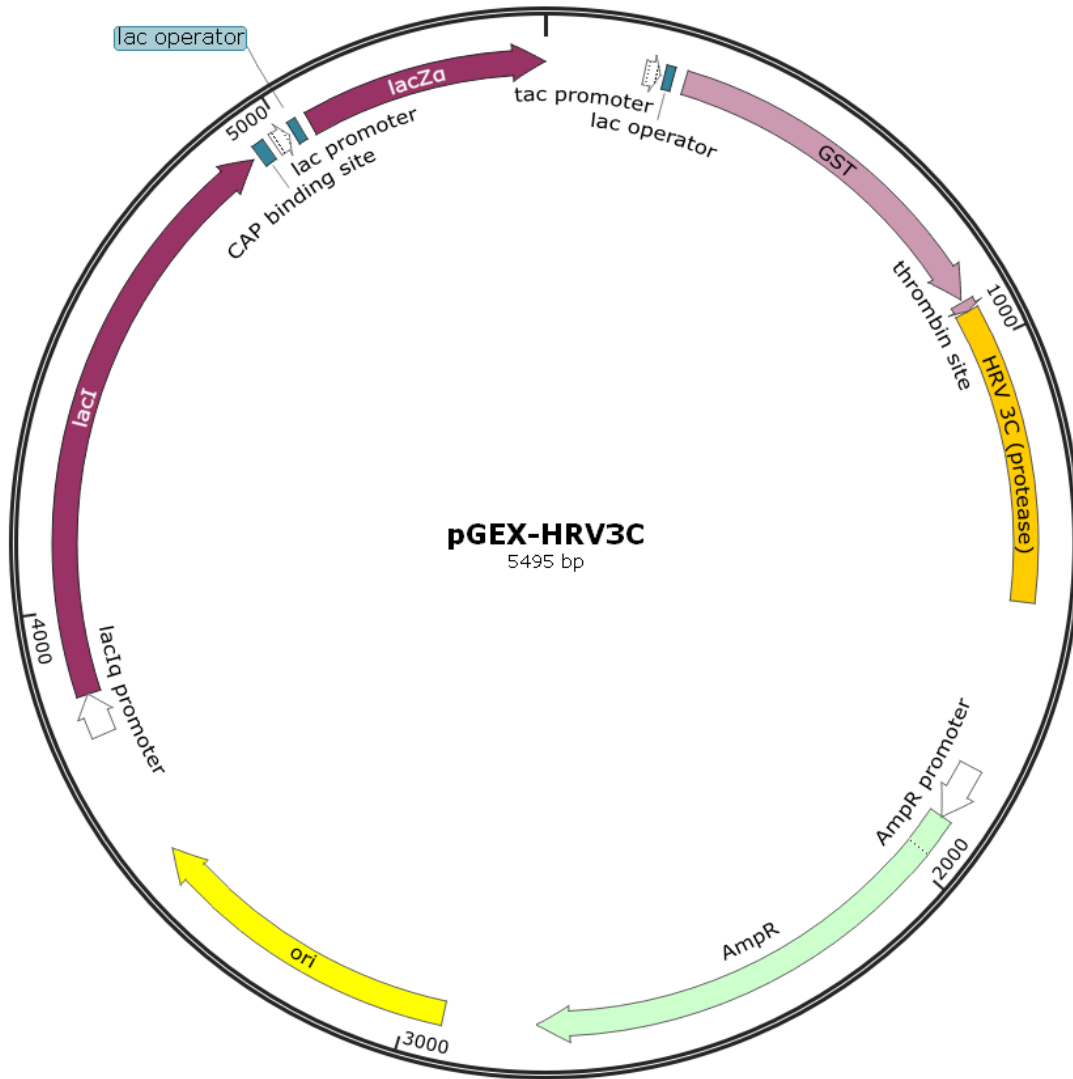 lac operator
lacZα
5000
lac promoter
CAP binding site
tac promoter
lac operator
GST
thrombin site
1000
HRV 3C (protease)
lacI
pGEX-HRV3C
5495 bp
4000
lacIq promoter
AmpR promoter
2000
AmpR
ori
3000